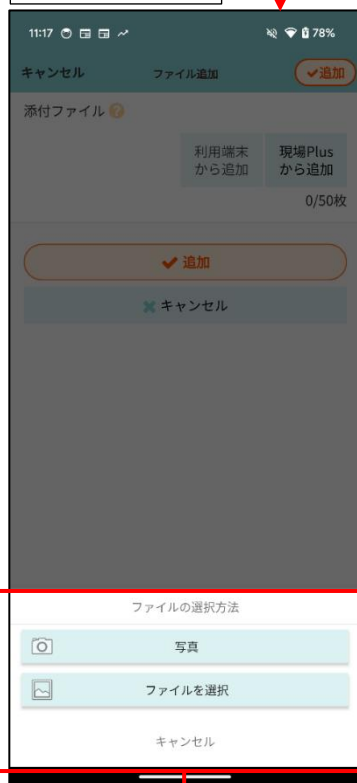 11:17 78%
キャンセル ファイル追加 追加
添付ファイル ?
利用端末 現場Plus
から追加 から追加
0/50枚
追加
キャンセル
ファイルの選択方法
写真
ファイルを選択
キャンセル